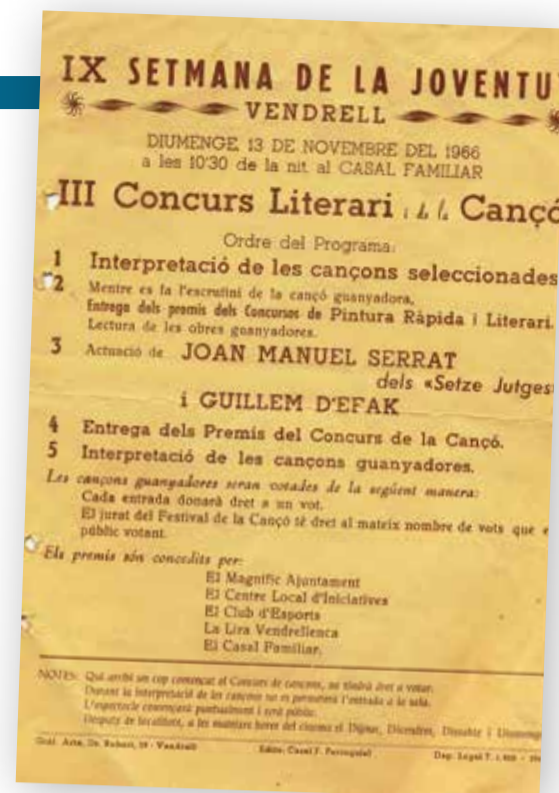 IX SETMANA DE LA JOVENTU
VENDRELL
DIUMENGE 13 DE NOVEMBRE DEL 1966
a les 10'30 de la nit al CASAL FAMILIAR
III Concurs Literari i de la Cançó
Ordre del Programa:
1 Interpretació de les cançons seleccionades
2 Mentre es fa l'escrutini de la cançó guanyadora,
Entrega dels premis dels Concursos de Pintura Ràpida i Literari.
Lectura de les obres guanyadores.
3 Actuació de JOAN MANUEL SERRAT
dels «Setze Jutges»
i GUILLEM D'EFAK
4 Entrega dels Premis del Concurs de la Cançó.
5 Interpretació de les cançons guanyadores.
Les cançons guanyadores seran votades de la següent manera:
Cada entrada donarà dret a un vot.
El jurat del Festival de la Cançó té dret al mateix nombre de vots que e
públic votant.
Els premis són concedits per:
El Magnífic Ajuntament
El Centre Local d'Iniciatives
El Club d'Esports
La Lira Vendrellenca
El Casal Familiar.
NOTES: Qui arribi un cop començat el Concurs de cançons, no tindrà dret a votar.
Durant la interpretació de les cançons no es permetrà l'entrada a la sala.
L'espectacle començarà puntualment i serà públic.
Despatx de localitats, a les mateixes hores del cinema el Dijous, Divendres, Dissabte i Diumenge
Gràf. Arts, Dr. Robert, 19 - Vendrell Edita: Casal F. Parroquial Dep. Legal T.